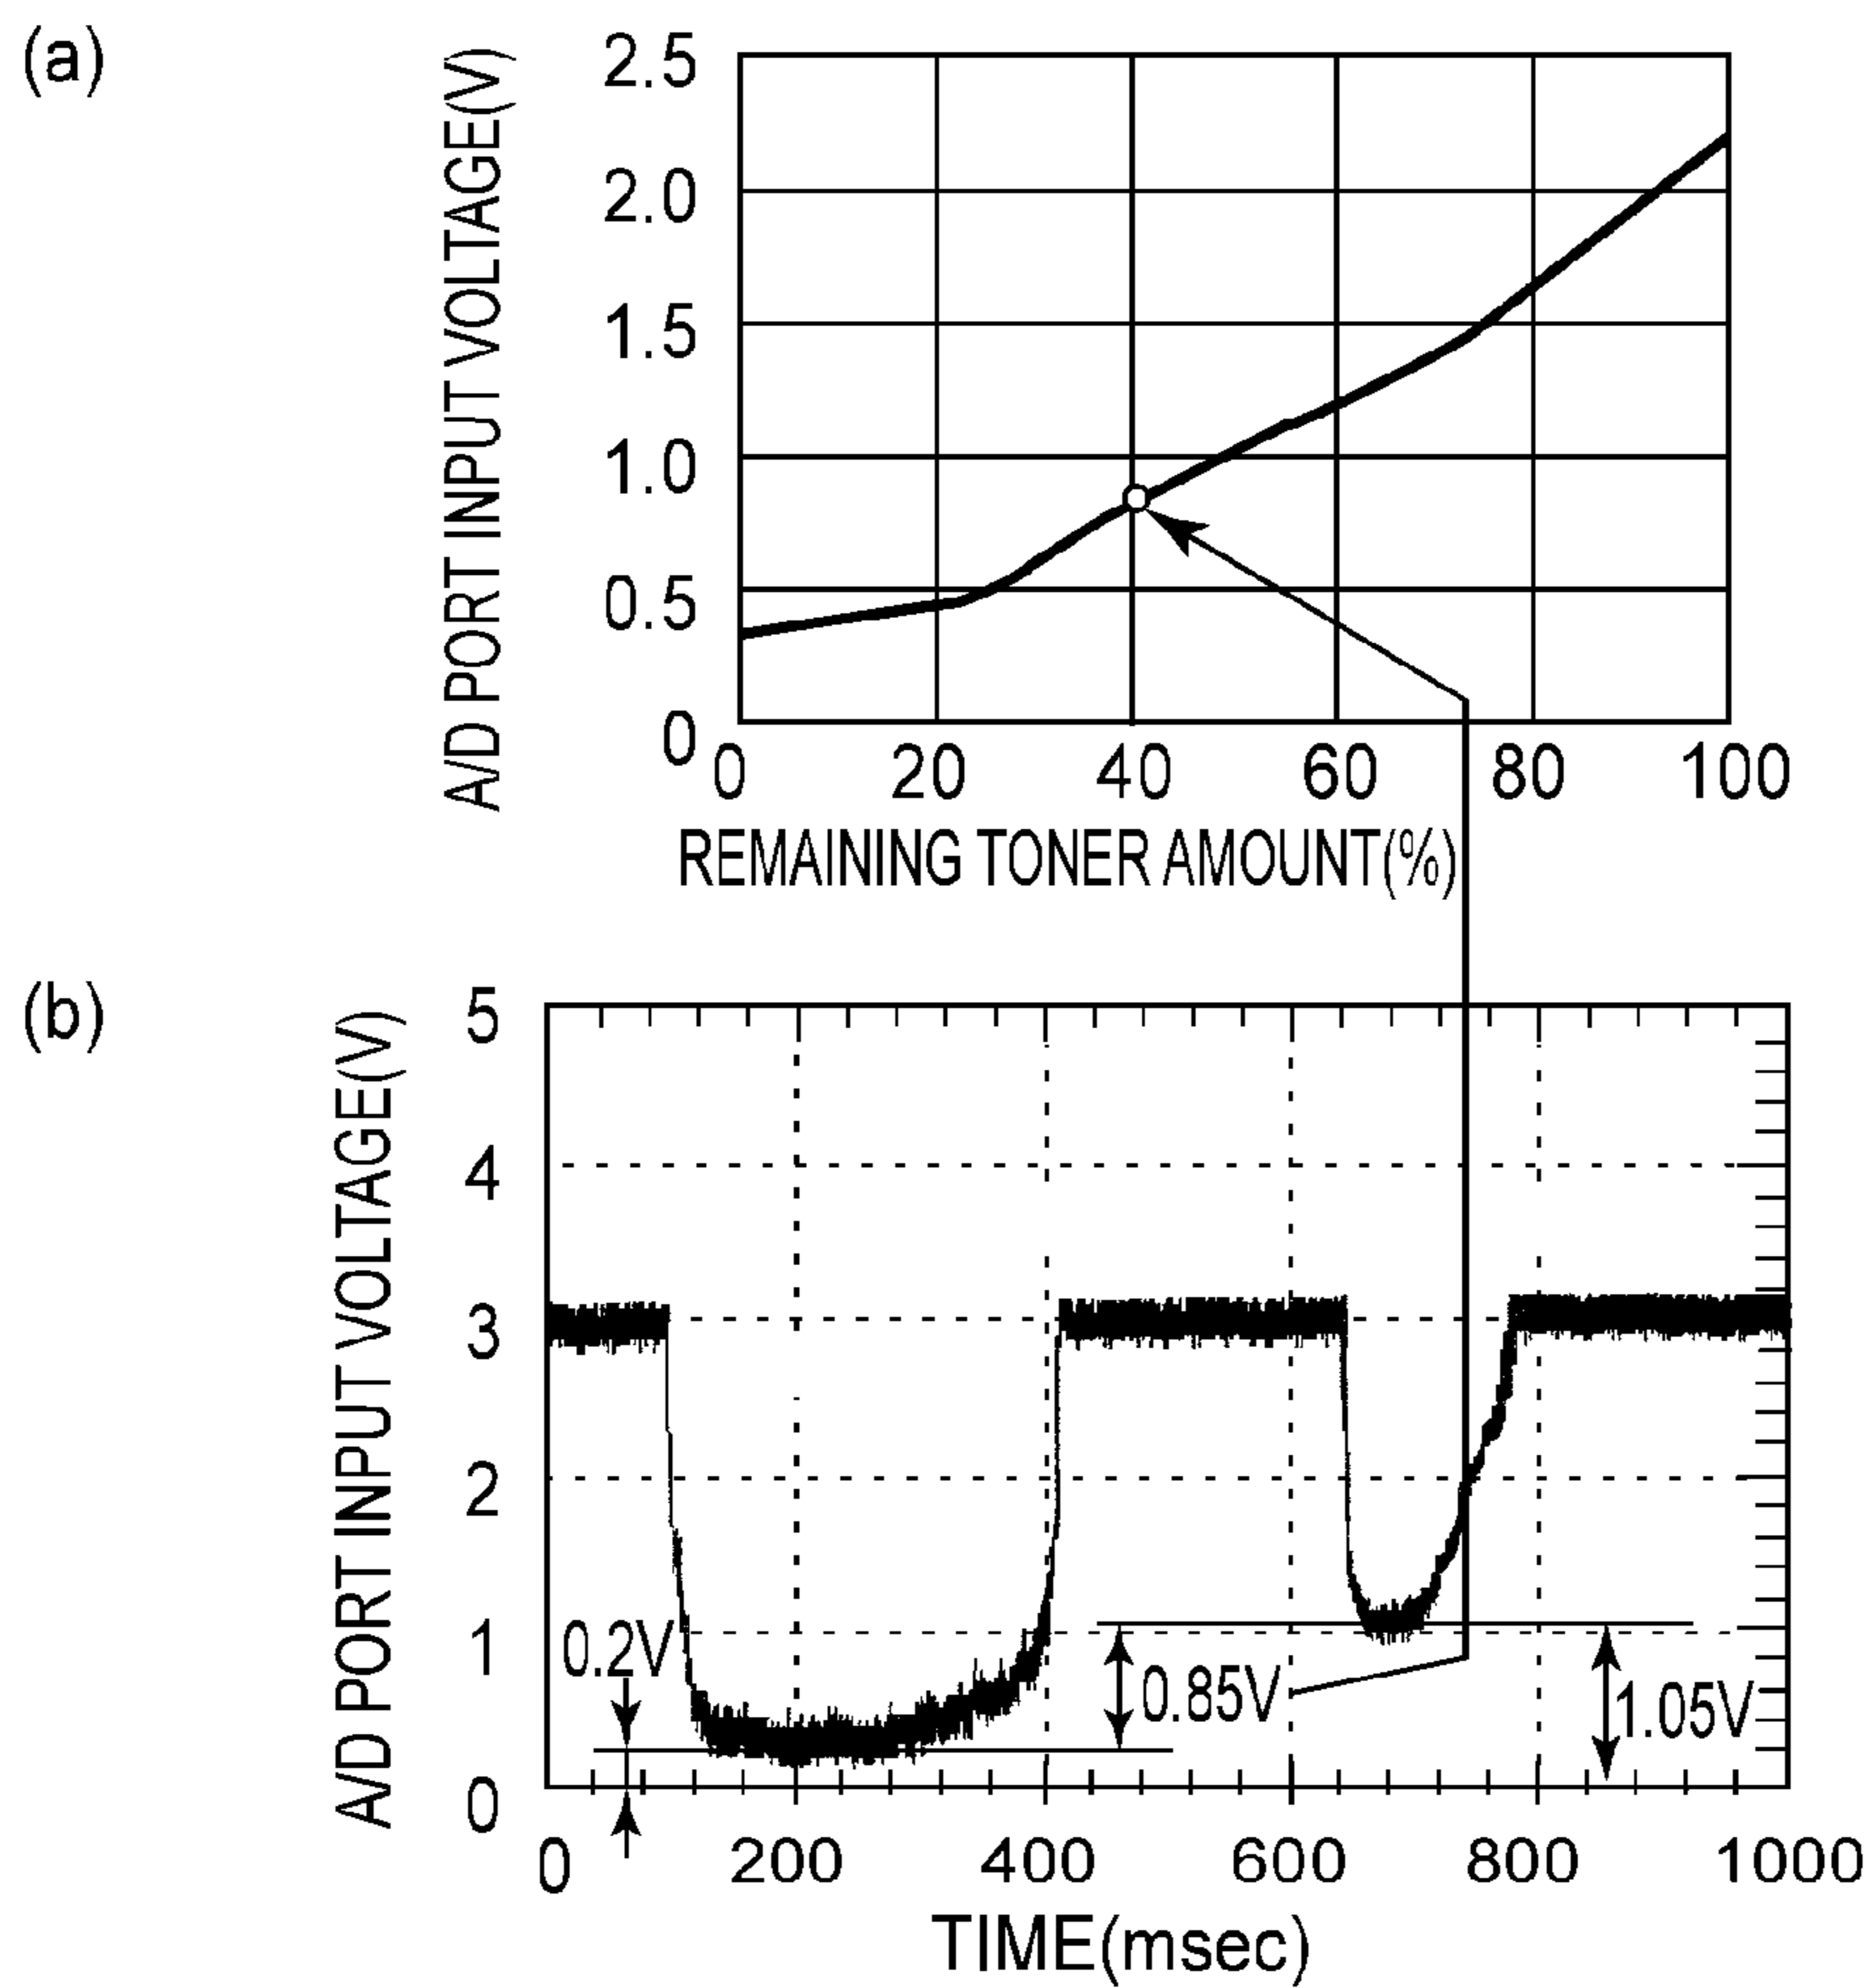 (a)
A/D PORT INPUT VOLTAGE(V)
2.5
2.0
1.5
1.0
0.5
0
0 20 40 60 80 100
REMAINING TONER AMOUNT(%)
(b)
A/D PORT INPUT VOLTAGE(V)
5
4
3
2
1
0
0.2V
0.85V
1.05V
0 200 400 600 800 1000
TIME(msec)